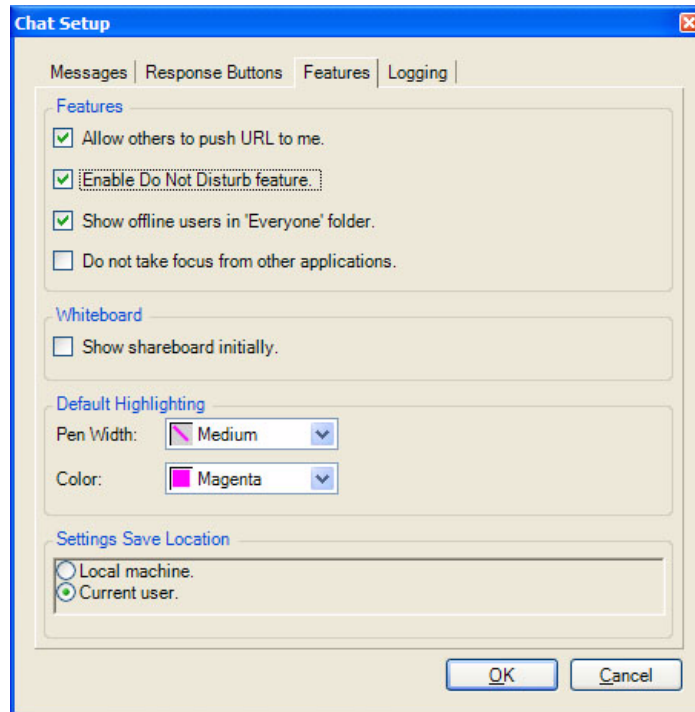 Chat Setup
Messages Response Buttons Features Logging
Features
Allow others to push URL to me.
Enable Do Not Disturb feature.
Show offline users in 'Everyone' folder.
Do not take focus from other applications.
Whiteboard
Show shareboard initially.
Default Highlighting
Pen Width: Medium
Color: Magenta
Settings Save Location
Local machine.
Current user.
OK Cancel